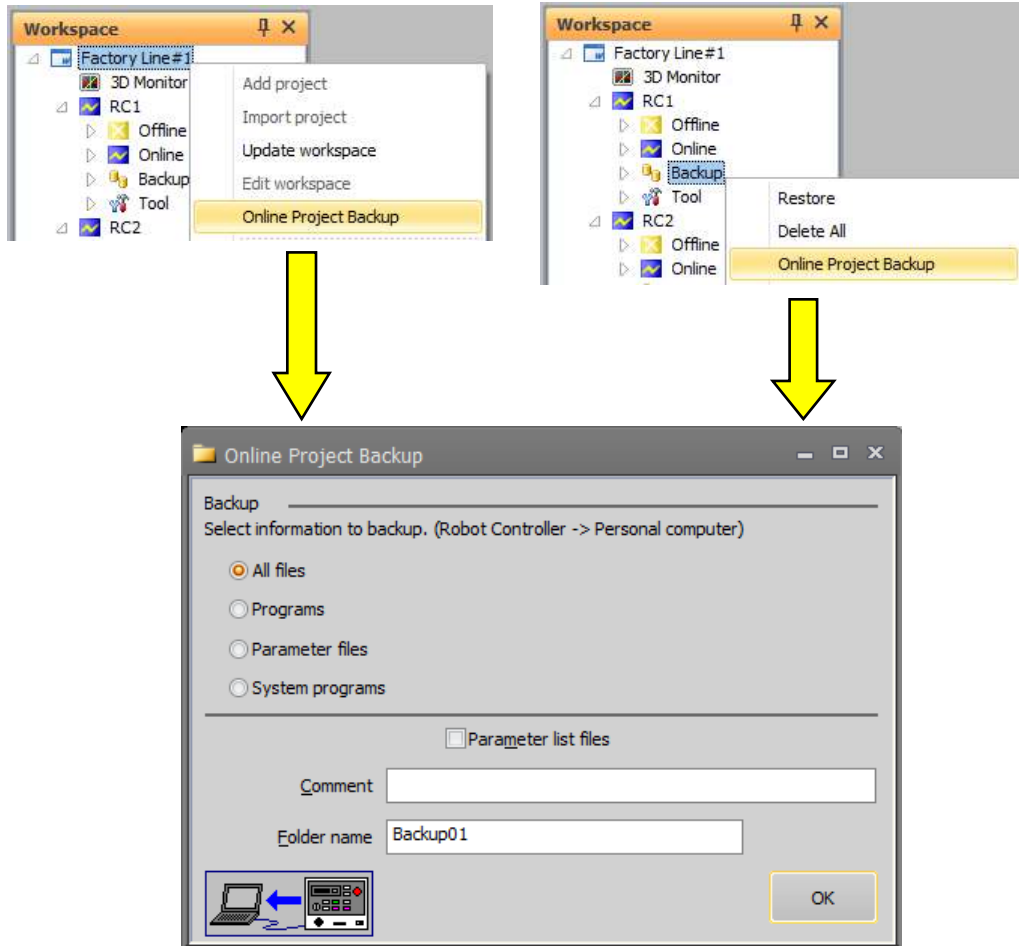 Workspace
Factory Line#1
3D Monitor
RC1
Offline
Online
Backup
Tool
RC2
Add project
Import project
Update workspace
Edit workspace
Online Project Backup
Workspace
Factory Line#1
3D Monitor
RC1
Offline
Online
Backup
Tool
RC2
Offline
Online
Restore
Delete All
Online Project Backup
Online Project Backup
Backup
Select information to backup. (Robot Controller -> Personal computer)
All files
Programs
Parameter files
System programs
Parameter list files
Comment
Folder name Backup01
OK